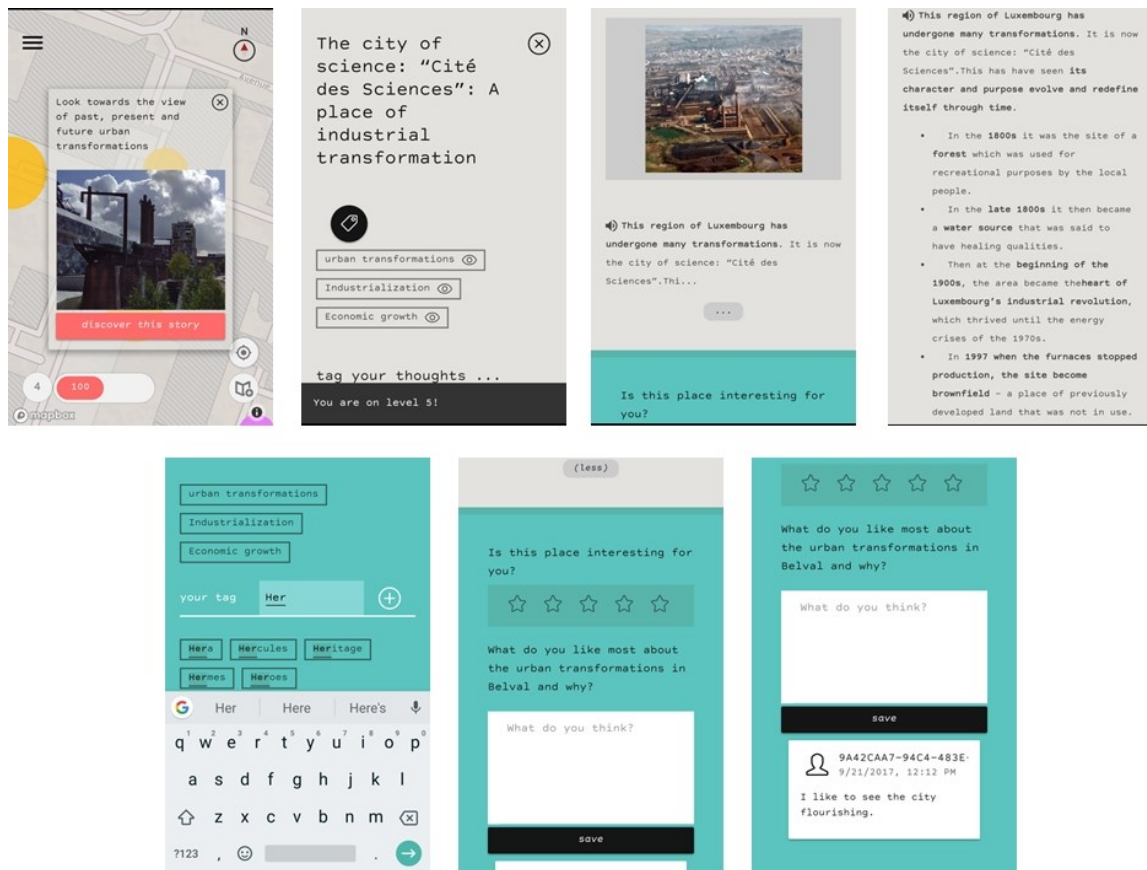 N
Avenue
Look towards the view
of past, present and
future urban
transformations
discover this story
4
100
mapbox
The city of
science: “Cité
des Sciences”: A
place of
industrial
transformation
urban transformations
Industrialization
Economic growth
tag your thoughts ...
You are on level 5!
This region of Luxembourg has
undergone many transformations. It is now
the city of science: “Cité des
Sciences”.Thi...
...
Is this place interesting for
you?
This region of Luxembourg has
undergone many transformations. It is now
the city of science: “Cité des
Sciences”.This has have seen its
character and purpose evolve and redefine
itself through time.
• In the 1800s it was the site of a
forest which was used for
recreational purposes by the local
people.
• In the late 1800s it then became
a water source that was said to
have healing qualities.
• Then at the beginning of the
1900s, the area became theheart of
Luxembourg’s industrial revolution,
which thrived until the energy
crises of the 1970s.
• In 1997 when the furnaces stopped
production, the site become
brownfield – a place of previously
developed land that was not in use.
urban transformations
Industrialization
Economic growth
your tag Her
Hera Hercules Heritage
Hermes Heroes
G Her Here Here's
q1 w2 e3 r4 t5 y6 u7 i8 o9 p0
a s d f g h j k l
z x c v b n m
?123 , .
(less)
Is this place interesting for
you?
What do you like most about
the urban transformations in
Belval and why?
What do you think?
save
What do you like most about
the urban transformations in
Belval and why?
What do you think?
save
9A42CAA7-94C4-483E-
9/21/2017, 12:12 PM
I like to see the city
flourishing.